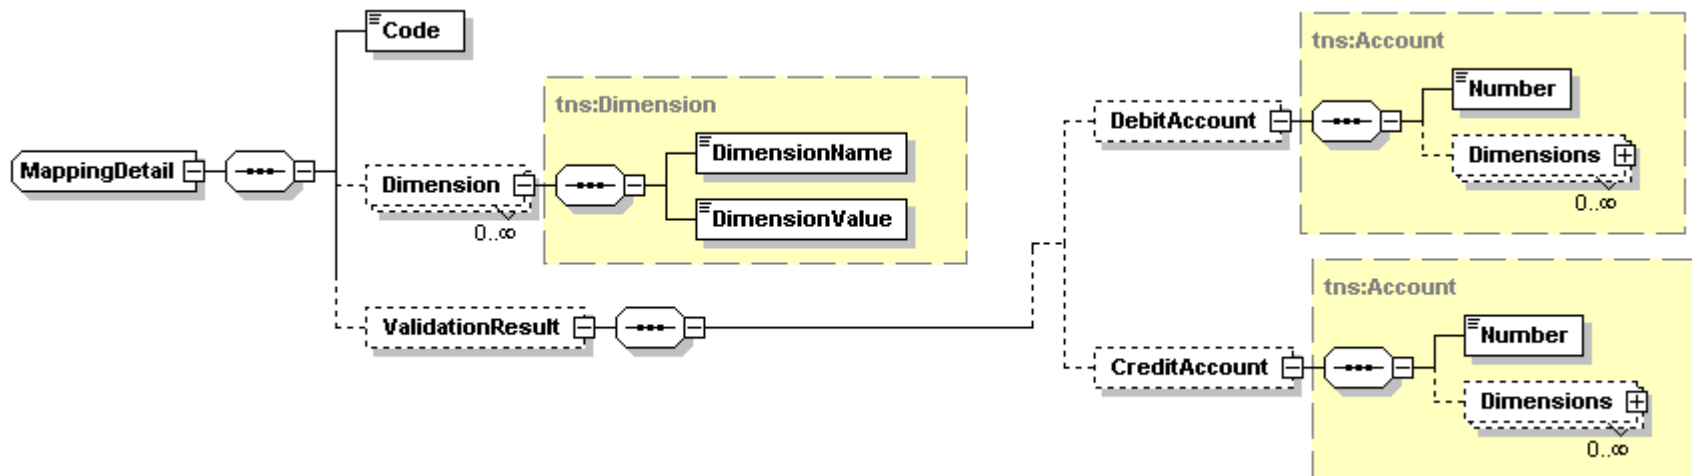 Code
tns:Account
Number
tns:Dimension
DebitAccount
DimensionName
Dimensions
MappingDetail
Dimension
0..∞
DimensionValue
0..∞
tns:Account
ValidationResult
Number
CreditAccount
Dimensions
0..∞